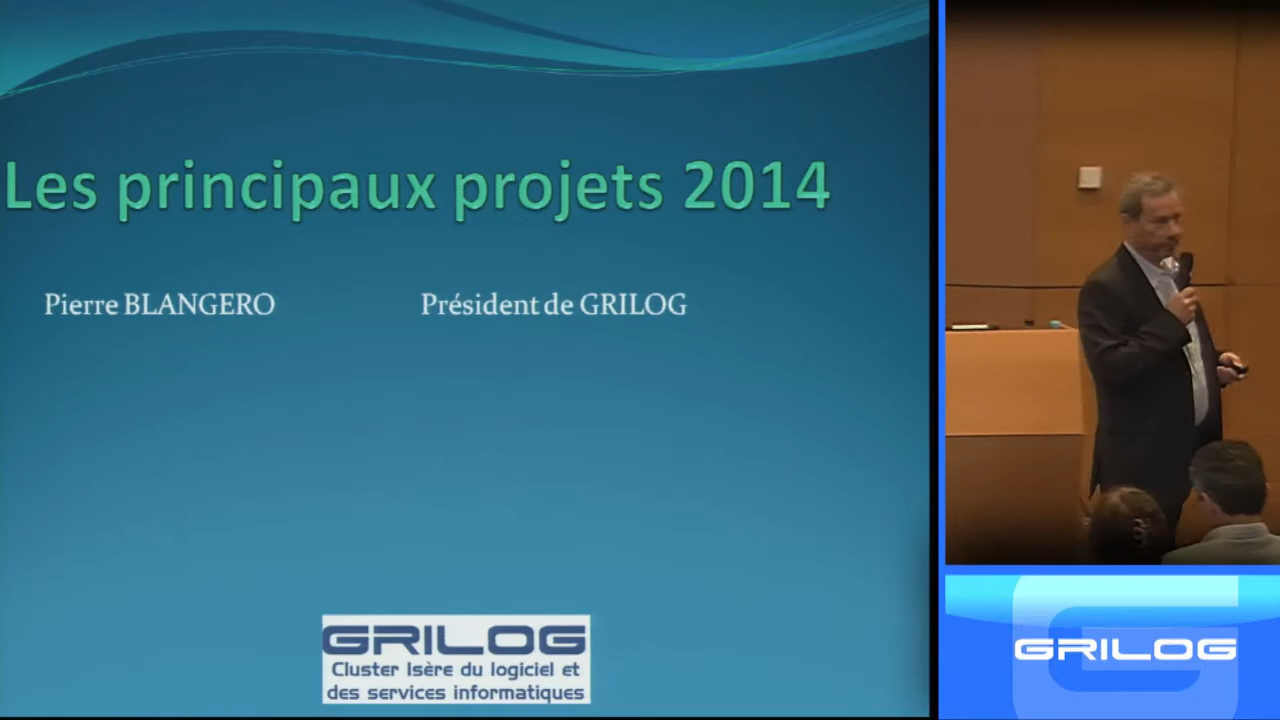 Les principaux projets 2014
Pierre BLANGERO
Président de GRILOG
GRILOG
Cluster Isère du logiciel et
des services informatiques
GRILOG